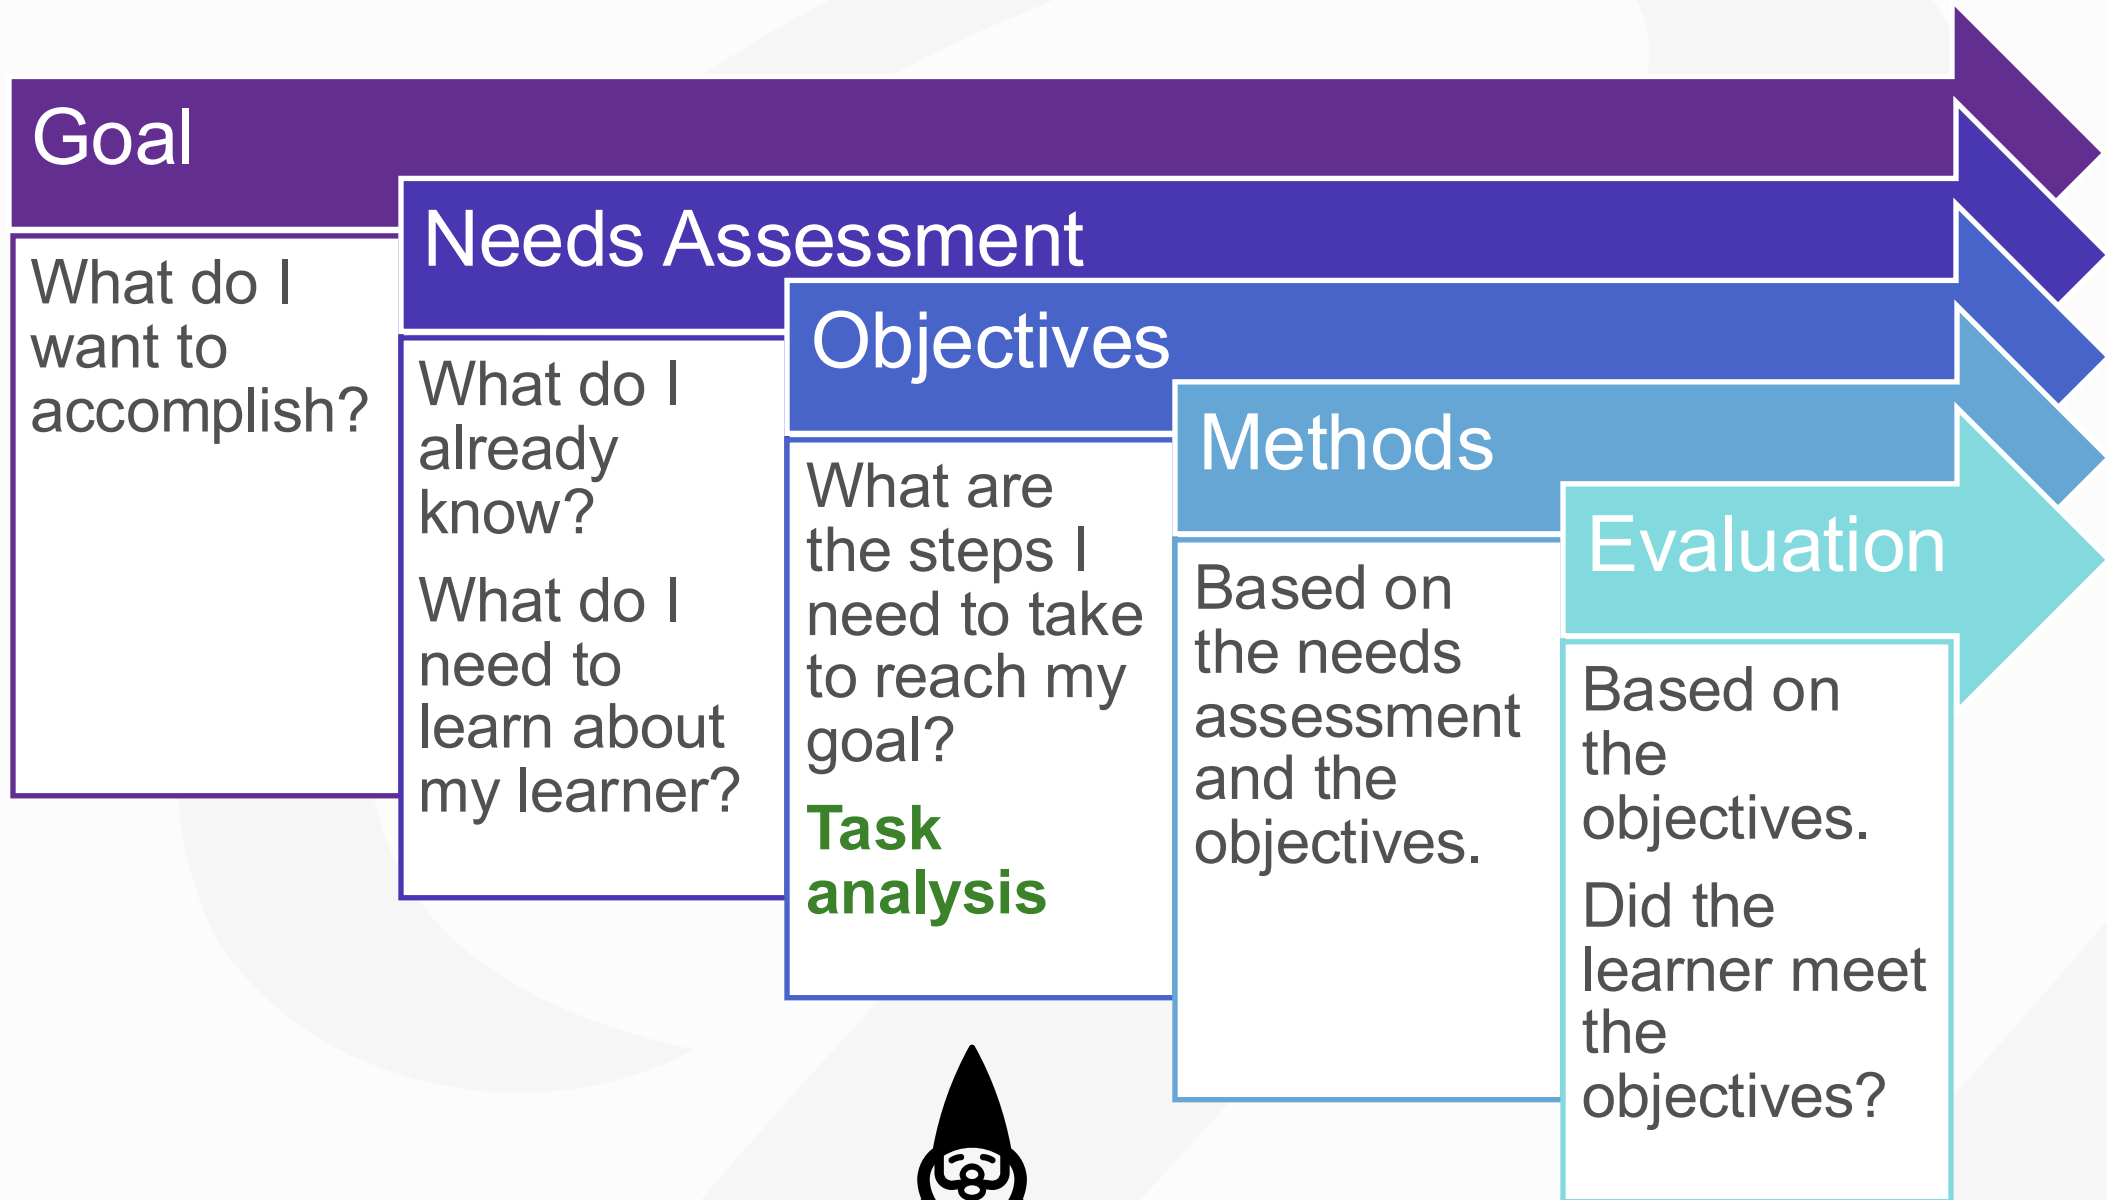 Goal
What do I
want to
accomplish?
Needs Assessment
What do I
already
know?
What do I
need to
learn about
my learner?
Objectives
What are
the steps I
need to take
to reach my
goal?
Task
analysis
Methods
Based on
the needs
assessment
and the
objectives.
Evaluation
Based on
the
objectives.
Did the
learner meet
the
objectives?